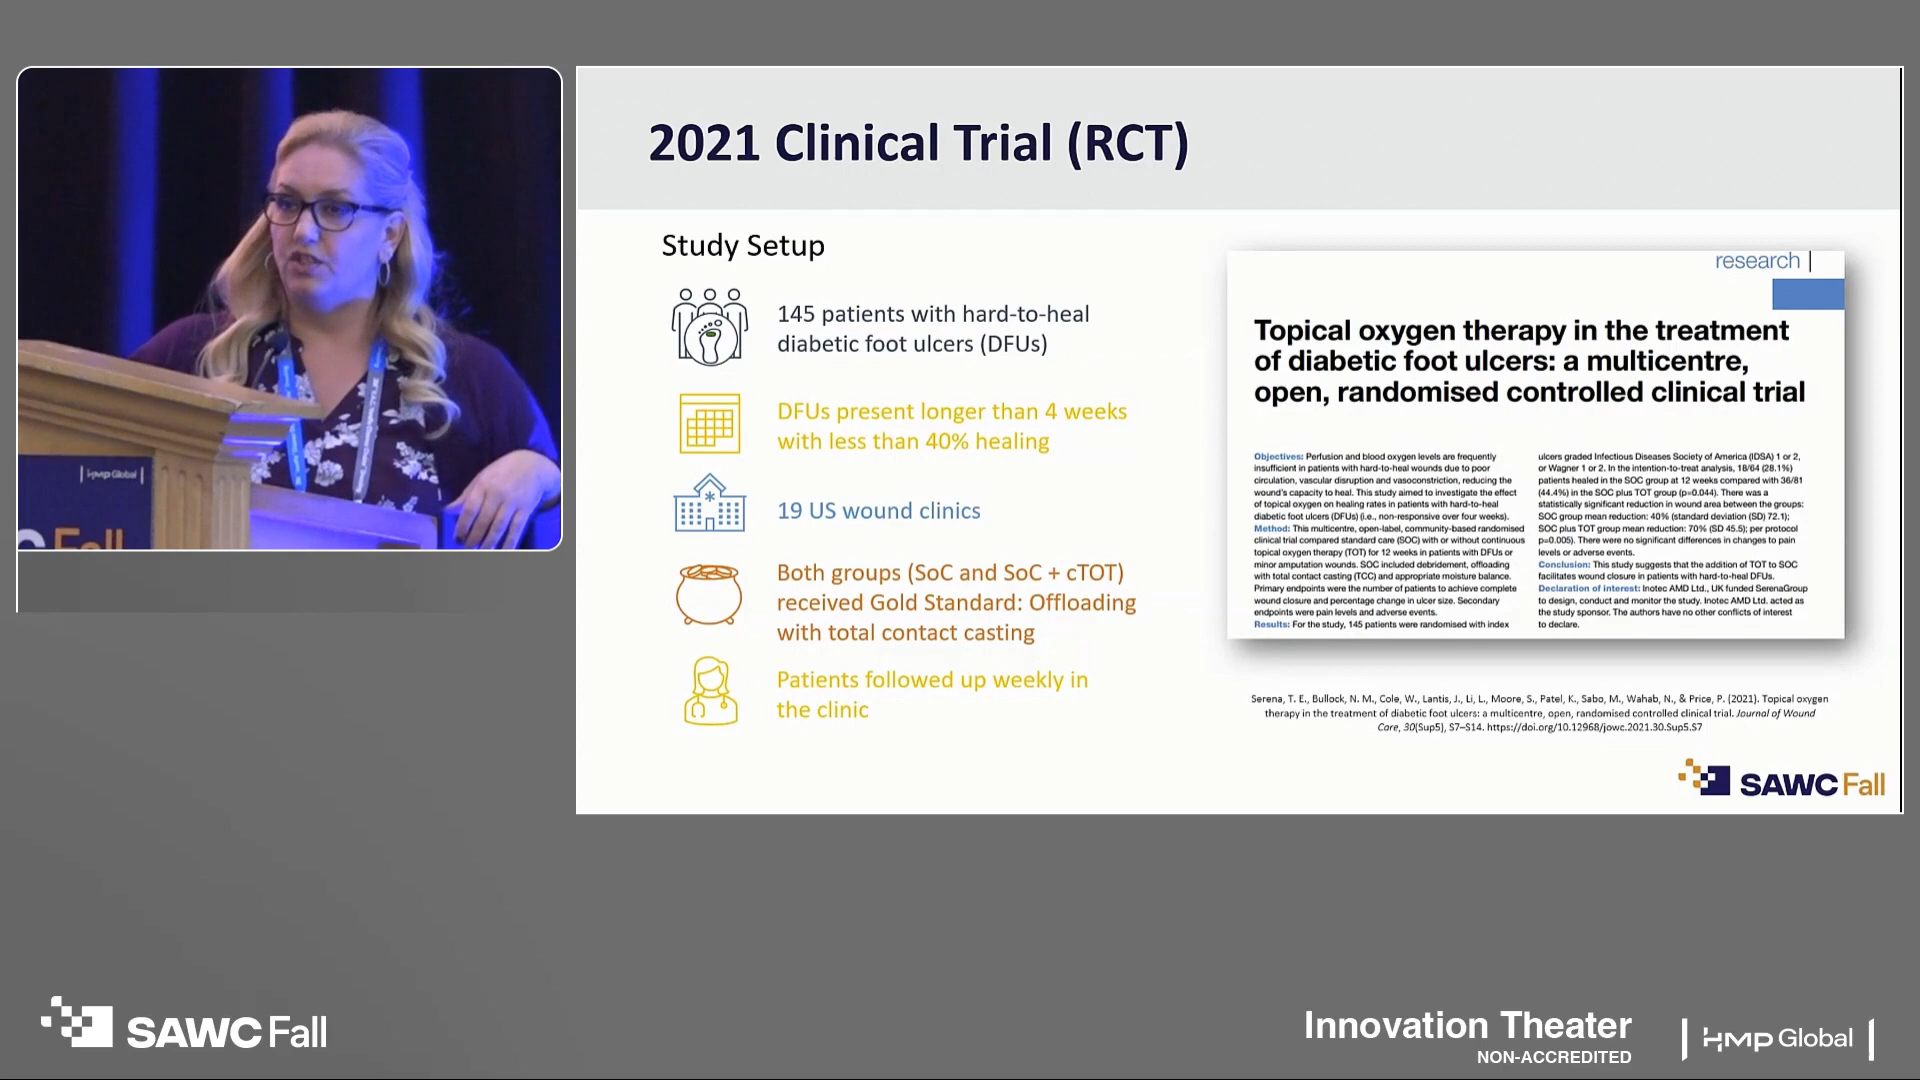 2021 Clinical Trial (RCT)
Study Setup
145 patients with hard-to-heal
diabetic foot ulcers (DFUs)
DFUs present longer than 4 weeks
with less than 40% healing
19 US wound clinics
Both groups (SoC and SoC + cTOT)
received Gold Standard: Offloading
with total contact casting
Patients followed up weekly in
the clinic
research |
Topical oxygen therapy in the treatment
of diabetic foot ulcers: a multicentre,
open, randomised controlled clinical trial
Objectives: Perfusion and blood oxygen levels are frequently
insufficient in patients with hard-to-heal wounds due to poor
circulation, vascular disruption and vasoconstriction, reducing the
wound's capacity to heal. This study aimed to investigate the effect
of topical oxygen on healing rates in patients with hard-to-heal
diabetic foot ulcers (DFUs) (i.e., non-responsive over four weeks).
Method: This multicentre, open-label, community-based randomised
clinical trial compared standard care (SOC) with or without continuous
topical oxygen therapy (TOT) for 12 weeks in patients with DFUs or
minor amputation wounds. SOC included debridement, offloading
with total contact casting (TCC) and appropriate moisture balance.
Primary endpoints were the number of patients to achieve complete
wound closure and percentage change in ulcer size. Secondary
endpoints were pain levels and adverse events.
Results: For the study, 145 patients were randomised with index
ulcers graded Infectious Diseases Society of America (IDSA) 1 or 2,
or Wagner 1 or 2. In the intention-to-treat analysis, 18/64 (28.1%)
patients healed in the SOC group at 12 weeks compared with 36/81
(44.4%) in the SOC plus TOT group (p=0.044). There was a
statistically significant reduction in wound area between the groups:
SOC group mean reduction: 40% (standard deviation (SD) 72.1);
SOC plus TOT group mean reduction: 70% (SD 45.5); per protocol
p=0.005). There were no significant differences in changes to pain
levels or adverse events.
Conclusion: This study suggests that the addition of TOT to SOC
facilitates wound closure in patients with hard-to-heal DFUs.
Declaration of interest: Inotec AMD Ltd., UK funded SerenaGroup
to design, conduct and monitor the study. Inotec AMD Ltd. acted as
the study sponsor. The authors have no other conflicts of interest
to declare.
Serena, T. E., Bullock, N. M., Cole, W., Lantis, J., Li, L., Moore, S., Patel, K., Sabo, M., Wahab, N., & Price, P. (2021). Topical oxygen
therapy in the treatment of diabetic foot ulcers: a multicentre, open, randomised controlled clinical trial. Journal of Wound
Care, 30(Sup5), S7–S14. https://doi.org/10.12968/jowc.2021.30.Sup5.S7
SAWC Fall
HMP Global
C Fall
SAWC Fall
Innovation Theater
NON-ACCREDITED
HMP Global